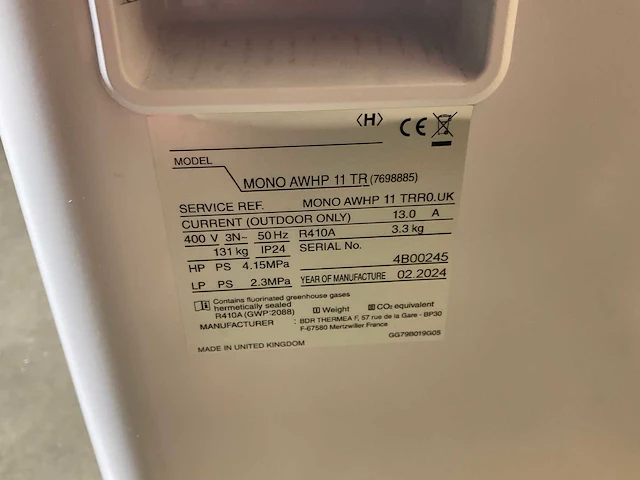 <H> CE
MODEL
MONO AWHP 11 TR (7698885)
SERVICE REF. MONO AWHP 11 TRR0.UK
CURRENT (OUTDOOR ONLY) 13.0 A
400 V 3N~ 50 Hz R410A 3.3 kg
131 kg IP24 SERIAL No.
4B00245
HP PS 4.15MPa
LP PS 2.3MPa YEAR OF MANUFACTURE 02.2024
Contains fluorinated greenhouse gases
hermetically sealed
R410A (GWP:2088) Weight CO2 equivalent
MANUFACTURER : BDR THERMEA F, 57 rue de la Gare - BP30
F-67580 Mertzwiller France
GG79B019G05
MADE IN UNITED KINGDOM